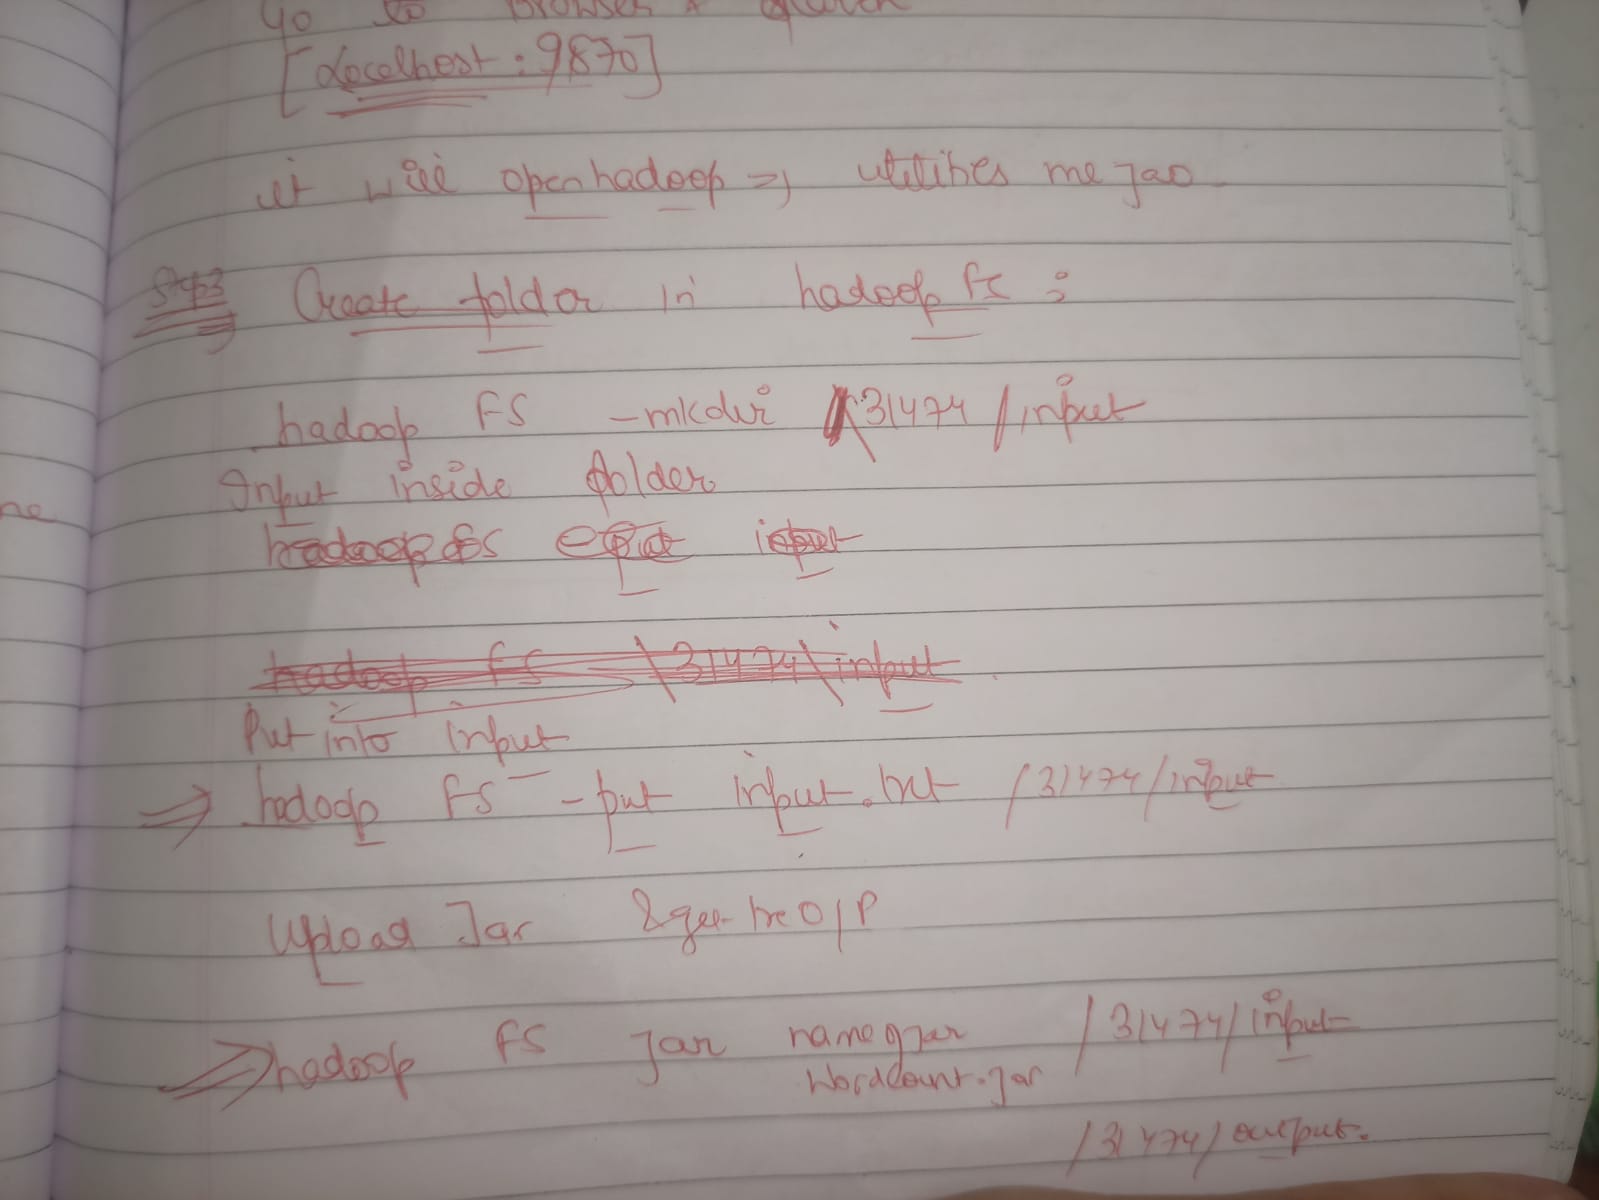 Go to browser &
[Localhost : 9870]
it will open hadoop => utilities me jao
Step3 Create folder in hadoop fs :
hadoop FS -mkdir \31474 / input
Input inside folder
hadoop fs input
hadoop fs \31474\input
Put into input
=> hadoop FS -put input.txt /31474/input
Upload Jar & get the O/P
=> hadoop FS Jar name of jar /31474/input
Wordcount.jar
/31474/output.